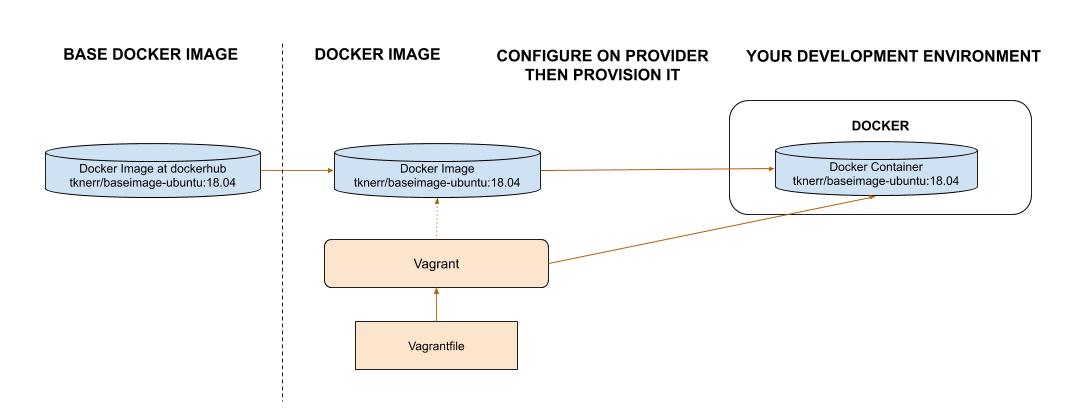 BASE DOCKER IMAGE
DOCKER IMAGE
CONFIGURE ON PROVIDER
THEN PROVISION IT
YOUR DEVELOPMENT ENVIRONMENT
DOCKER
Docker Image at dockerhub
tknerr/baseimage-ubuntu:18.04
Docker Image
tknerr/baseimage-ubuntu:18.04
Docker Container
tknerr/baseimage-ubuntu:18.04
Vagrant
Vagrantfile